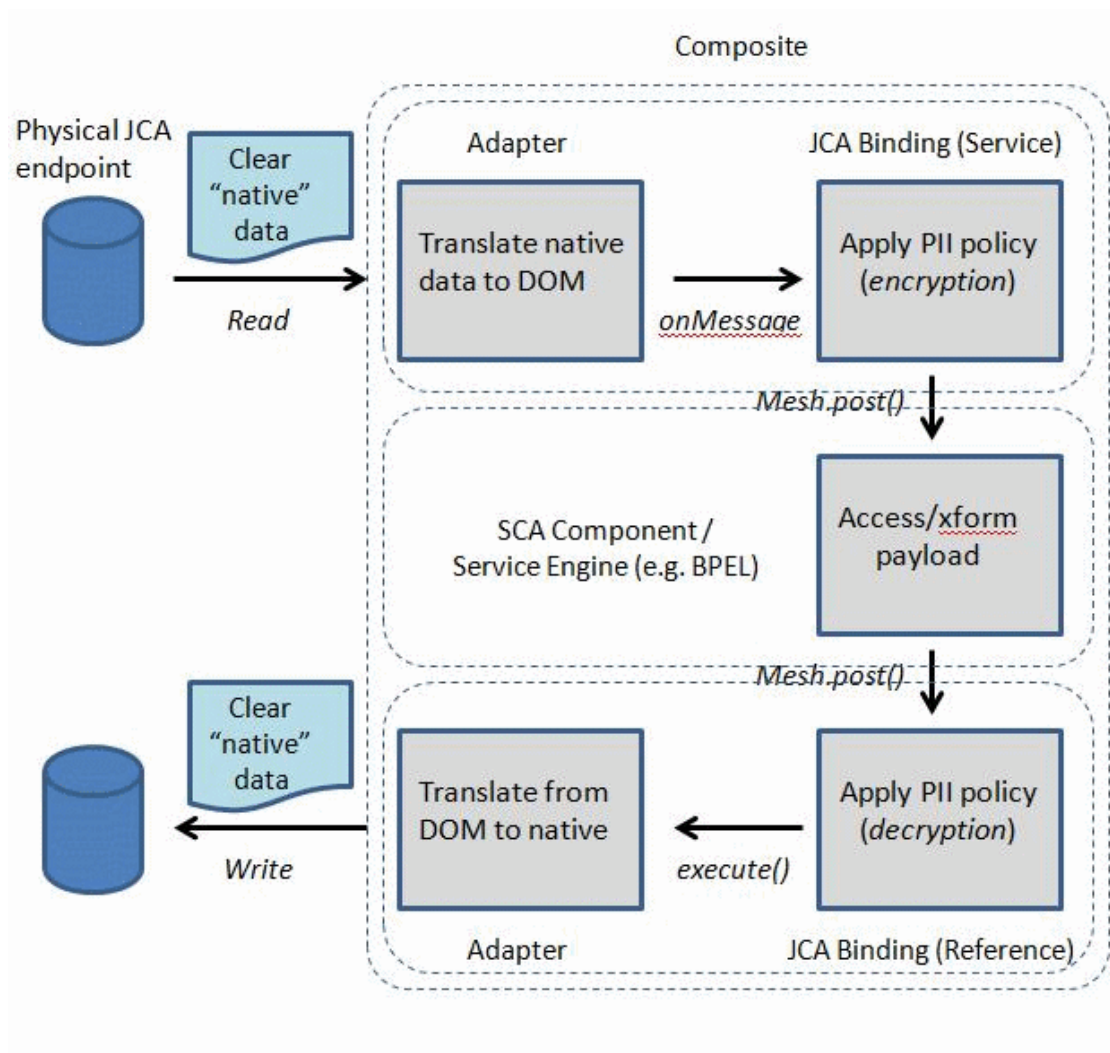 Composite
Physical JCA
endpoint
Clear
“native”
data
Read
Adapter
Translate native
data to DOM
onMessage
JCA Binding (Service)
Apply PII policy
(encryption)
Mesh.post()
SCA Component /
Service Engine (e.g. BPEL)
Access/xform
payload
Mesh.post()
Clear
“native”
data
Write
Translate from
DOM to native
Adapter
execute()
Apply PII policy
(decryption)
JCA Binding (Reference)